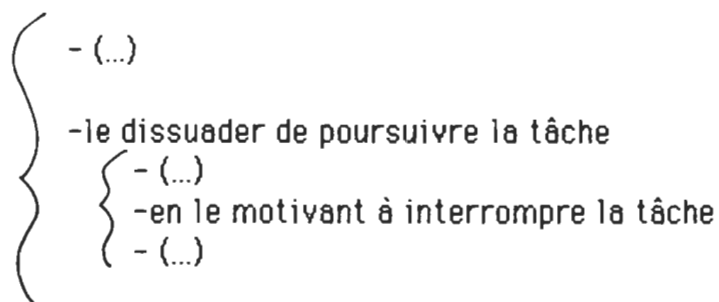 - (...)
-le dissuader de poursuivre la tâche
- (...)
-en le motivant à interrompre la tâche
- (...)